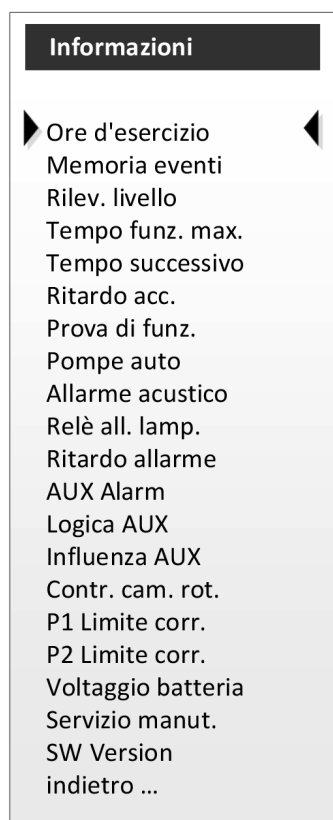 Informazioni
Ore d'esercizio
Memoria eventi
Rilev. livello
Tempo funz. max.
Tempo successivo
Ritardo acc.
Prova di funz.
Pompe auto
Allarme acustico
Relè all. lamp.
Ritardo allarme
AUX Alarm
Logica AUX
Influenza AUX
Contr. cam. rot.
P1 Limite corr.
P2 Limite corr.
Voltaggio batteria
Servizio manut.
SW Version
indietro ...